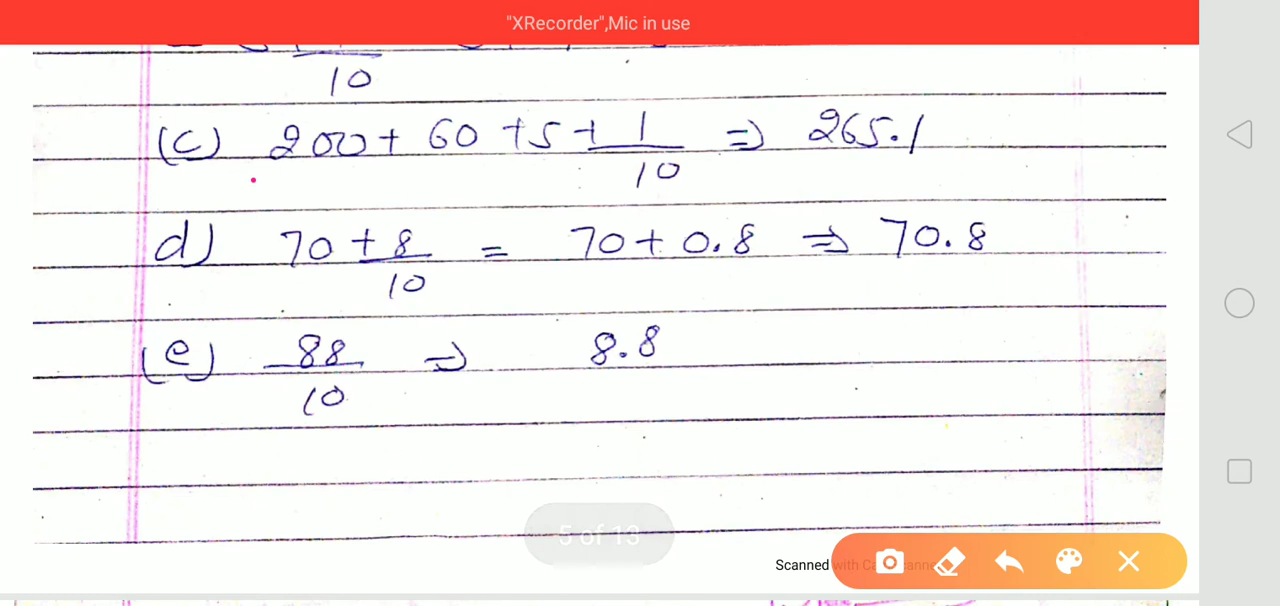 "XRecorder",Mic in use
10
(c) 200 + 60 + 5 + 1/10 ⇒ 265.1
d) 70 + 8/10 = 70 + 0.8 ⇒ 70.8
(e) 88/10 ⇒ 8.8
5 of 13
Scanned with